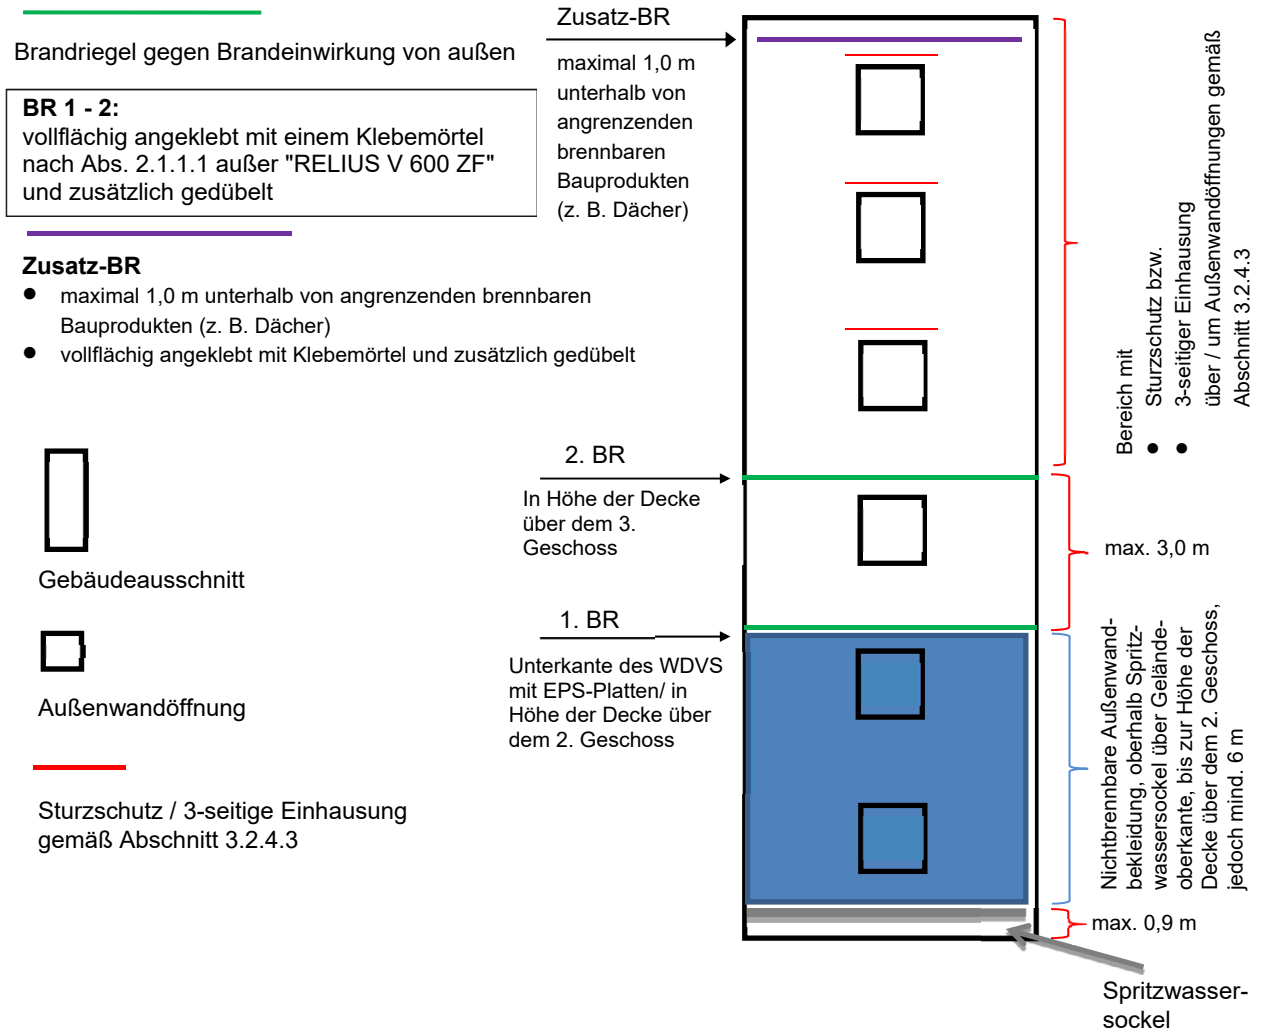 Brandriegel gegen Brandeinwirkung von außen
BR 1 - 2:
vollflächig angeklebt mit einem Klebemörtel
nach Abs. 2.1.1.1 außer "RELIUS V 600 ZF"
und zusätzlich gedübelt
Zusatz-BR
● maximal 1,0 m unterhalb von angrenzenden brennbaren
Bauprodukten (z. B. Dächer)
● vollflächig angeklebt mit Klebemörtel und zusätzlich gedübelt
Gebäudeausschnitt
Außenwandöffnung
Sturzschutz / 3-seitige Einhausung
gemäß Abschnitt 3.2.4.3
Zusatz-BR
maximal 1,0 m
unterhalb von
angrenzenden
brennbaren
Bauprodukten
(z. B. Dächer)
2. BR
In Höhe der Decke
über dem 3.
Geschoss
1. BR
Unterkante des WDVS
mit EPS-Platten/ in
Höhe der Decke über
dem 2. Geschoss
Bereich mit
● Sturzschutz bzw.
● 3-seitiger Einhausung
über / um Außenwandöffnungen gemäß
Abschnitt 3.2.4.3
max. 3,0 m
Nichtbrennbare Außenwand-
bekleidung, oberhalb Spritz-
wassersockel über Gelände-
oberkante, bis zur Höhe der
Decke über dem 2. Geschoss,
jedoch mind. 6 m
max. 0,9 m
Spritzwasser-
sockel